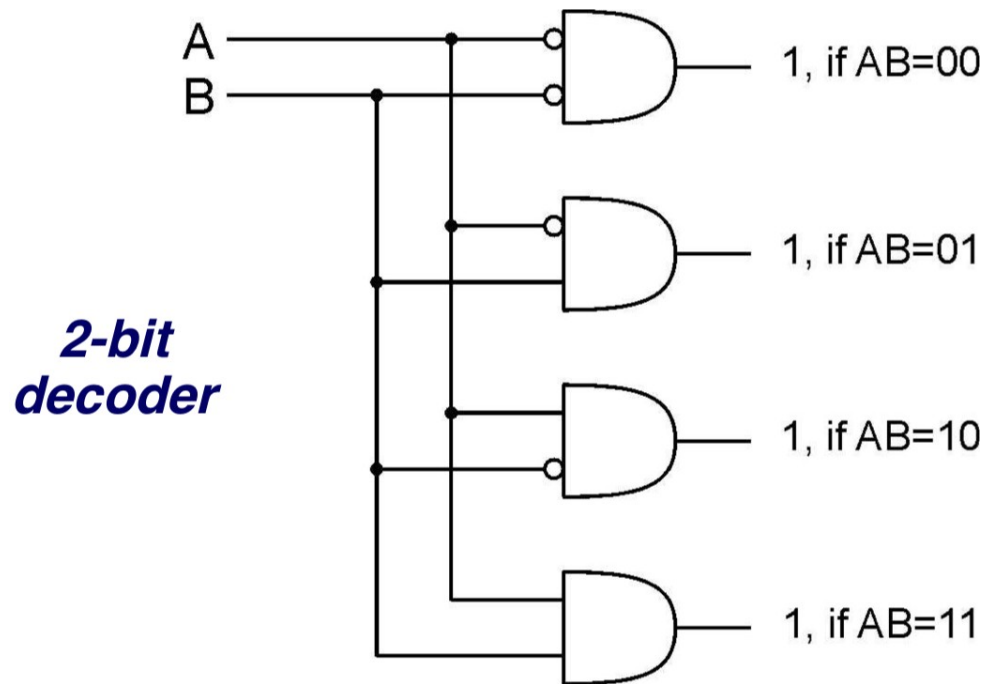 A
B
1, if AB=00
1, if AB=01
2-bit
decoder
1, if AB=10
1, if AB=11